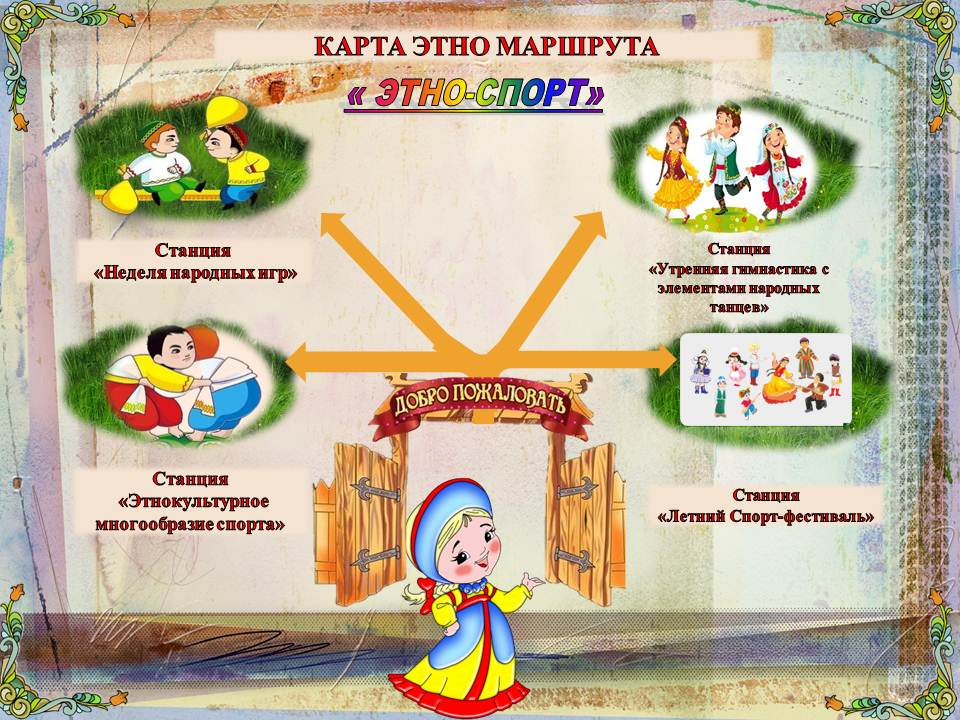 КАРТА ЭТНО МАРШРУТА
« ЭТНО-СПОРТ»
Станция
«Неделя народных игр»
Станция
«Утренняя гимнастика с
элементами народных
танцев»
ДОБРО ПОЖАЛОВАТЬ
Станция
«Этнокультурное
многообразие спорта»
Станция
«Летний Спорт-фестиваль»